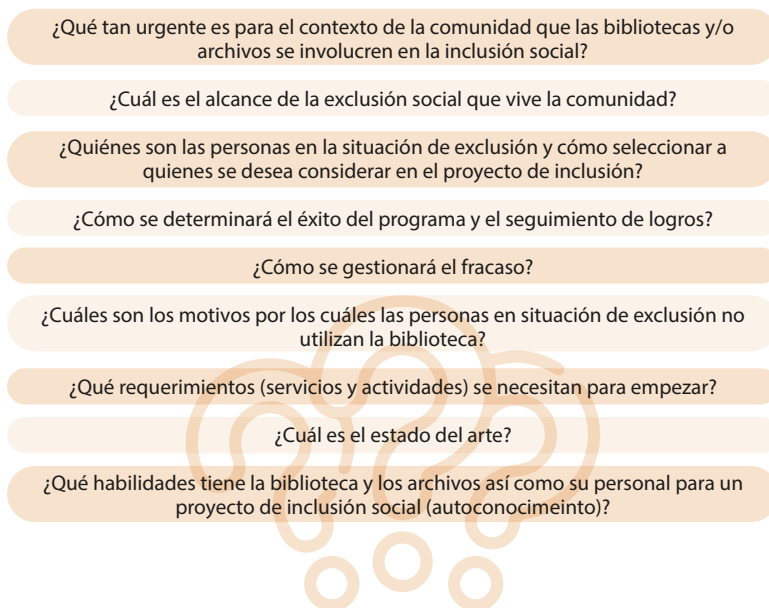 ¿Qué tan urgente es para el contexto de la comunidad que las bibliotecas y/o
archivos se involucren en la inclusión social?
¿Cuál es el alcance de la exclusión social que vive la comunidad?
¿Quiénes son las personas en la situación de exclusión y cómo seleccionar a
quienes se desea considerar en el proyecto de inclusión?
¿Cómo se determinará el éxito del programa y el seguimiento de logros?
¿Cómo se gestionará el fracaso?
¿Cuáles son los motivos por los cuáles las personas en situación de exclusión no
utilizan la biblioteca?
¿Qué requerimientos (servicios y actividades) se necesitan para empezar?
¿Cuál es el estado del arte?
¿Qué habilidades tiene la biblioteca y los archivos así como su personal para un
proyecto de inclusión social (autoconocimeinto)?